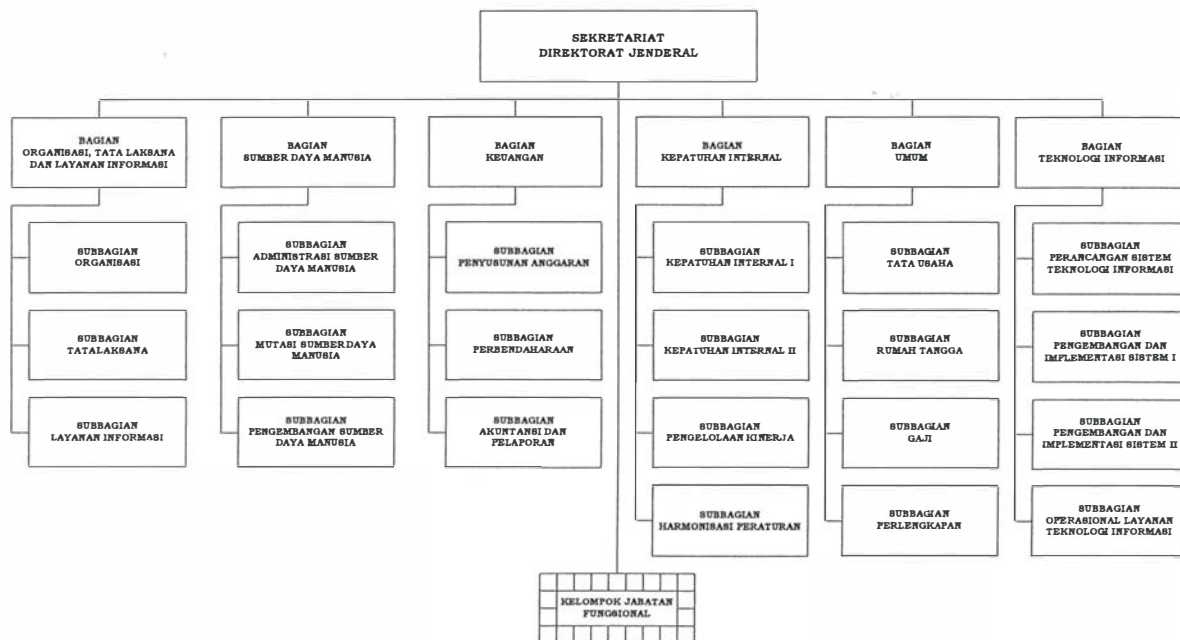 SEKRETARIAT
DIREKTORAT JENDERAL
BAGIAN
ORGANISASI, TATA LAKSANA
DAN LAYANAN INFORMASI
BAGIAN
SUMBER DAYA MANUSIA
BAGIAN
KEUANGAN
BAGIAN
KEPATUHAN INTERNAL
BAGIAN
UMUM
BAGIAN
TEKNOLOGI INFORMASI
SUBBAGIAN
ORGANISASI
SUBBAGIAN
ADMINISTRASI SUMBER
DAYA MANUSIA
SUBBAGIAN
PENYUSUNAN ANGGARAN
SUBBAGIAN
KEPATUHAN INTERNAL I
SUBBAGIAN
TATA USAHA
SUBBAGIAN
PERANCANGAN SISTEM
TEKNOLOGI INFORMASI
SUBBAGIAN
TATALAKSANA
SUBBAGIAN
MUTASI SUMBER DAYA
MANUSIA
SUBBAGIAN
PERBENDAHARAAN
SUBBAGIAN
KEPATUHAN INTERNAL II
SUBBAGIAN
RUMAH TANGGA
SUBBAGIAN
PENGEMBANGAN DAN
IMPLEMENTASI SISTEM I
SUBBAGIAN
LAYANAN INFORMASI
SUBBAGIAN
PENGEMBANGAN SUMBER
DAYA MANUSIA
SUBBAGIAN
AKUNTANSI DAN
PELAPORAN
SUBBAGIAN
PENGELOLAAN KINERJA
SUBBAGIAN
GAJI
SUBBAGIAN
PENGEMBANGAN DAN
IMPLEMENTASI SISTEM II
SUBBAGIAN
HARMONISASI PERATURAN
SUBBAGIAN
PERLENGKAPAN
SUBBAGIAN
OPERASIONAL LAYANAN
TEKNOLOGI INFORMASI
KELOMPOK JABATAN
FUNGSIONAL